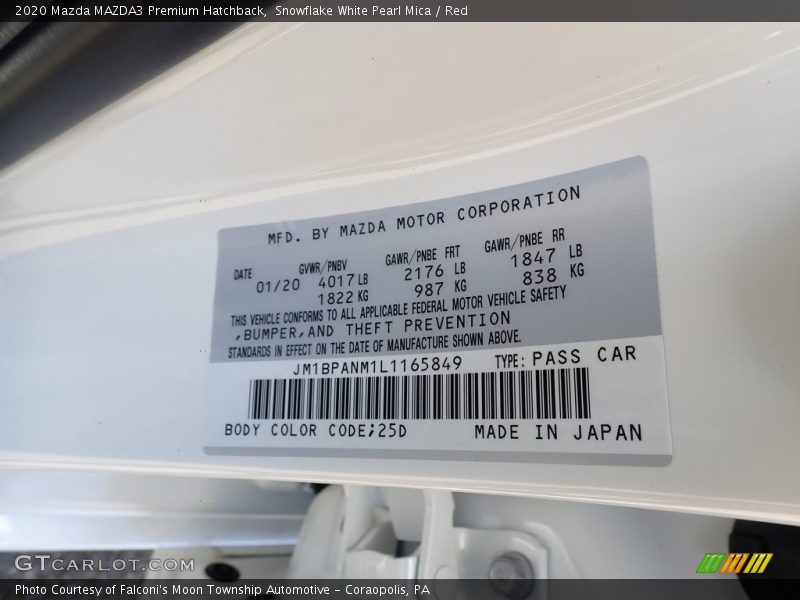 2020 Mazda MAZDA3 Premium Hatchback,  Snowflake White Pearl Mica / Red
MFD. BY MAZDA MOTOR CORPORATION
DATE GVWR/PNBV GAWR/PNBE FRT GAWR/PNBE RR
01/20 4017 LB 2176 LB 1847 LB
1822 KG 987 KG 838 KG
THIS VEHICLE CONFORMS TO ALL APPLICABLE FEDERAL MOTOR VEHICLE SAFETY
,BUMPER,AND THEFT PREVENTION
STANDARDS IN EFFECT ON THE DATE OF MANUFACTURE SHOWN ABOVE.
JM1BPANM1L1165849 TYPE: PASS CAR
BODY COLOR CODE;25D MADE IN JAPAN
GTCARLOT.COM
Photo Courtesy of Falconi's Moon Township Automotive – Coraopolis, PA